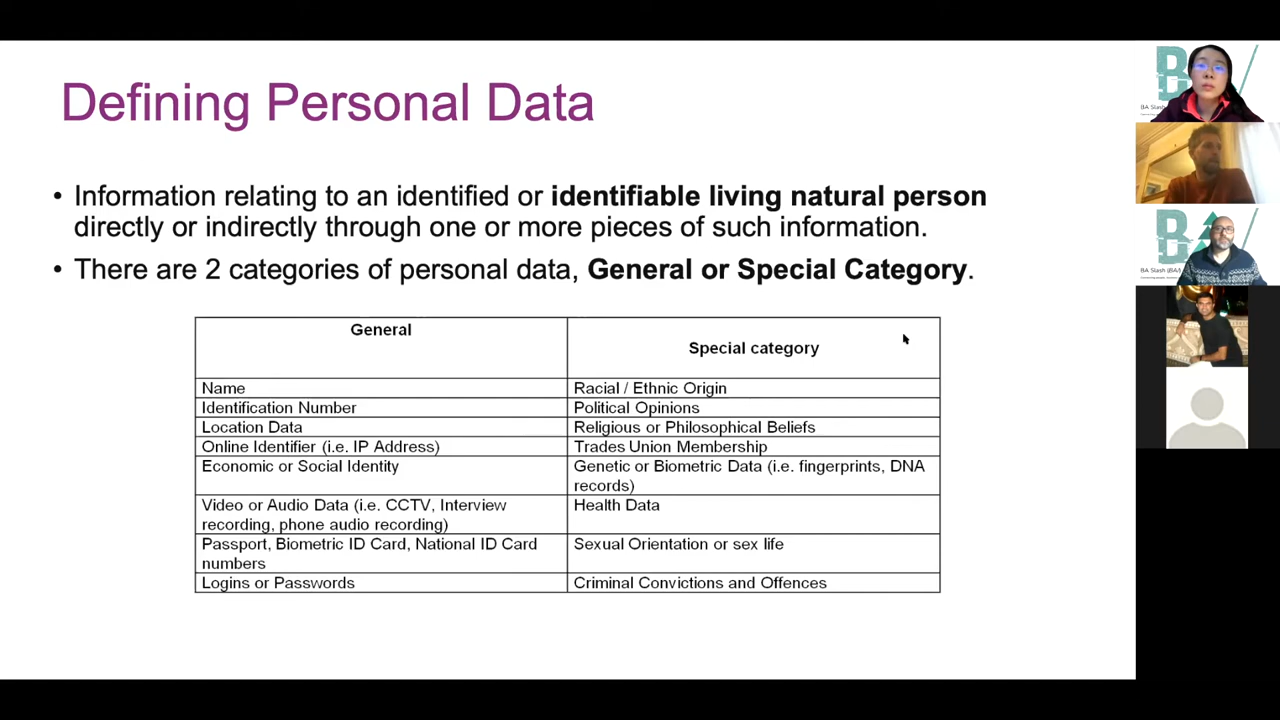 Defining Personal Data
• Information relating to an identified or identifiable living natural person
directly or indirectly through one or more pieces of such information.
• There are 2 categories of personal data, General or Special Category.
General
Special category
Name
Racial / Ethnic Origin
Identification Number
Political Opinions
Location Data
Religious or Philosophical Beliefs
Online Identifier (i.e. IP Address)
Trades Union Membership
Economic or Social Identity
Genetic or Biometric Data (i.e. fingerprints, DNA
records)
Video or Audio Data (i.e. CCTV, Interview
recording, phone audio recording)
Health Data
Passport, Biometric ID Card, National ID Card
numbers
Sexual Orientation or sex life
Logins or Passwords
Criminal Convictions and Offences
BA Slash
BA Slash (BA/)